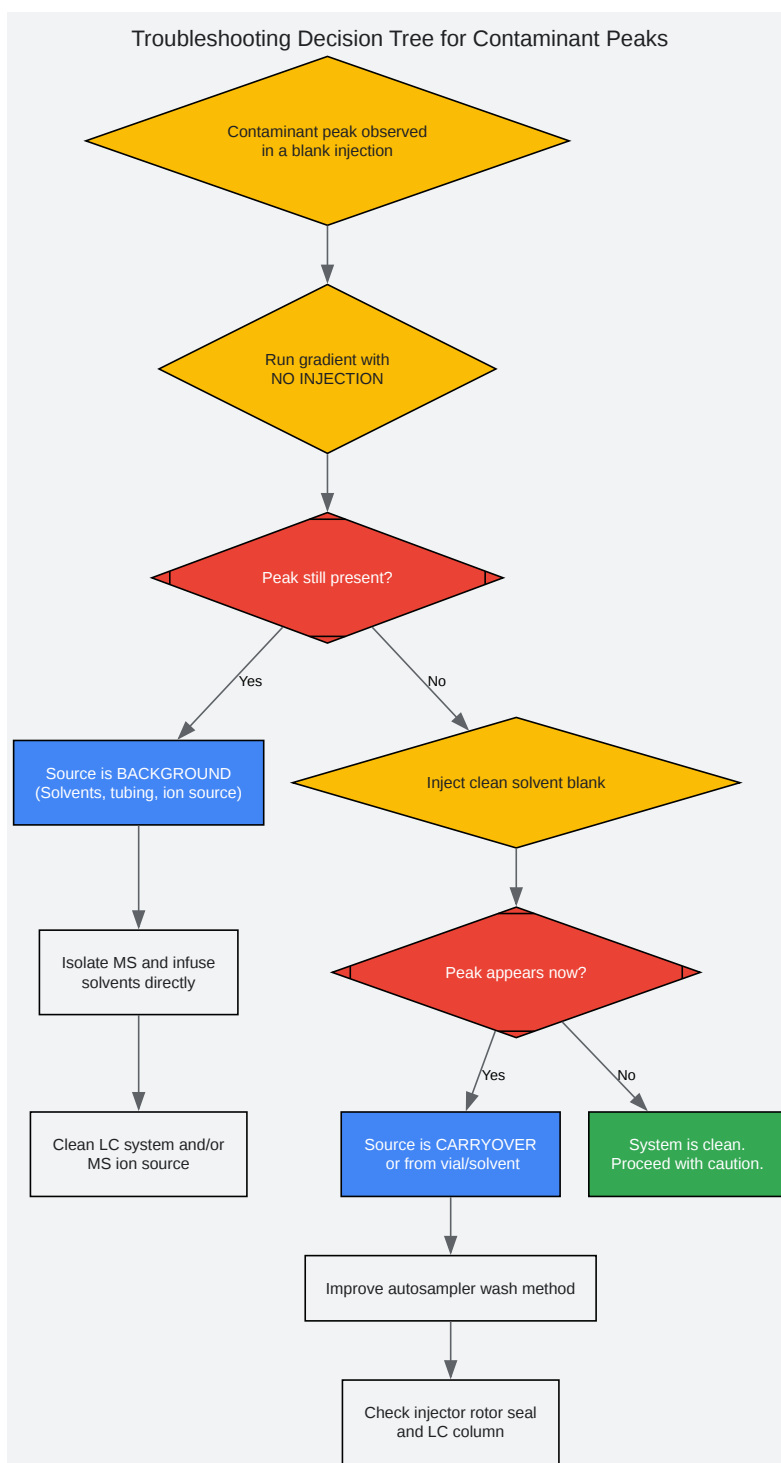 Troubleshooting Decision Tree for Contaminant Peaks
Contaminant peak observed
in a blank injection
Run gradient with
NO INJECTION
Peak still present?
Yes
No
Source is BACKGROUND
(Solvents, tubing, ion source)
Inject clean solvent blank
Isolate MS and infuse
solvents directly
Peak appears now?
Yes
No
Clean LC system and/or
MS ion source
Source is CARRYOVER
or from vial/solvent
System is clean.
Proceed with caution.
Improve autosampler wash method
Check injector rotor seal
and LC column